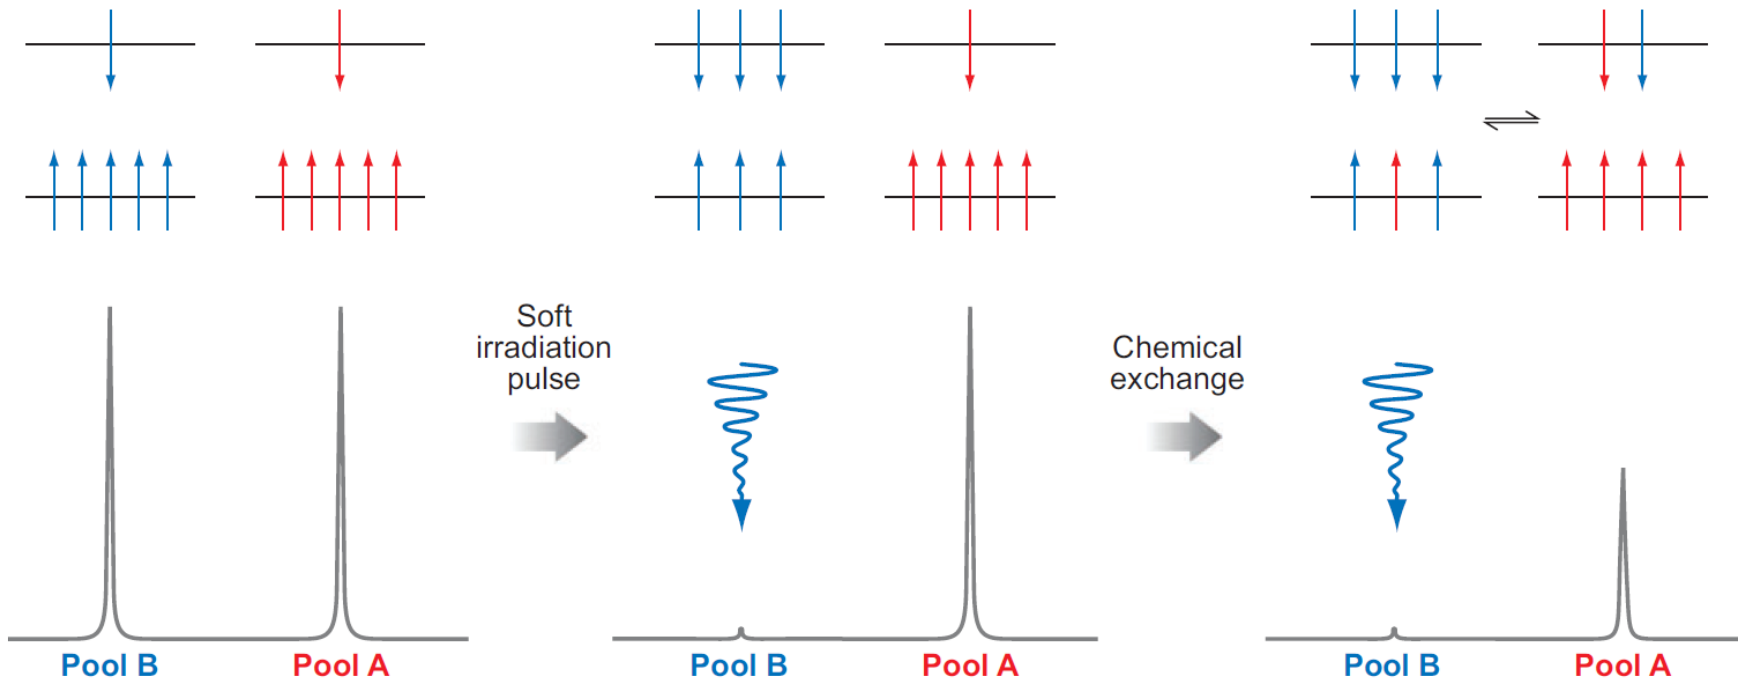 Soft
irradiation
pulse
Chemical
exchange
Pool B
Pool A
Pool B
Pool A
Pool B
Pool A